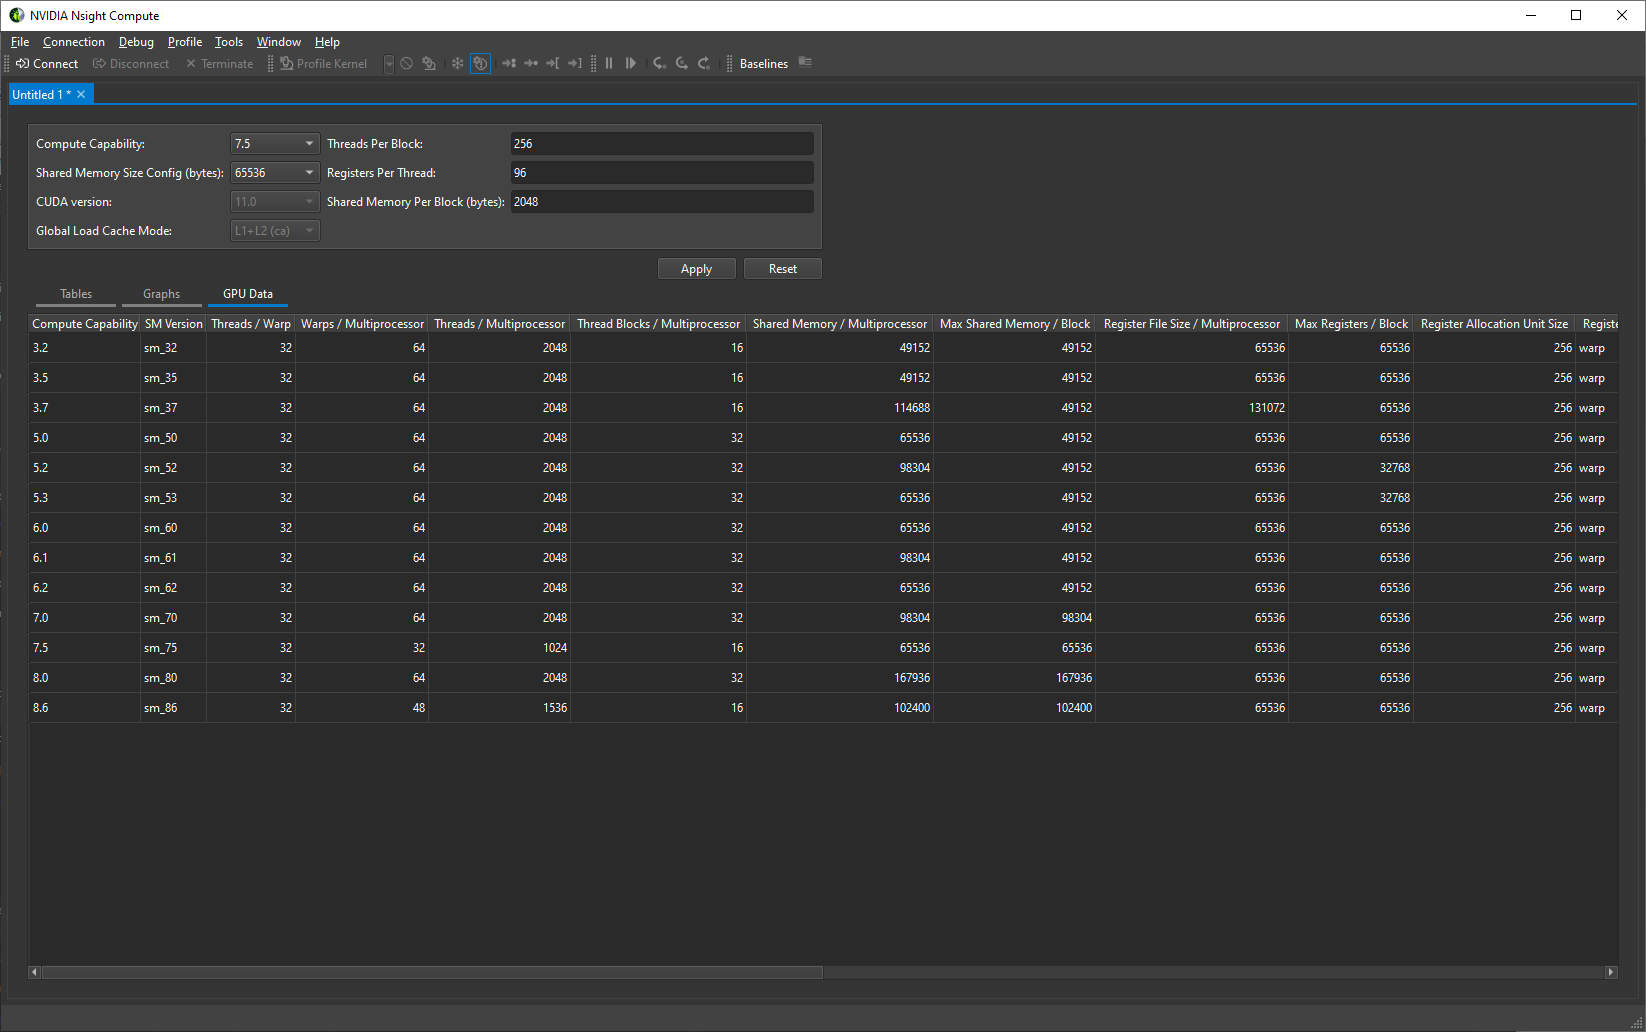 NVIDIA Nsight Compute
File Connection Debug Profile Tools Window Help
Connect Disconnect Terminate Profile Kernel Baselines
Untitled 1 *
Compute Capability: 7.5 Threads Per Block: 256
Shared Memory Size Config (bytes): 65536 Registers Per Thread: 96
CUDA version: 11.0 Shared Memory Per Block (bytes): 2048
Global Load Cache Mode: L1+L2 (ca)
Apply Reset
Tables Graphs GPU Data
Compute Capability SM Version Threads / Warp Warps / Multiprocessor Threads / Multiprocessor Thread Blocks / Multiprocessor Shared Memory / Multiprocessor Max Shared Memory / Block Register File Size / Multiprocessor Max Registers / Block Register Allocation Unit Size Registe
3.2 sm_32 32 64 2048 16 49152 49152 65536 65536 256 warp
3.5 sm_35 32 64 2048 16 49152 49152 65536 65536 256 warp
3.7 sm_37 32 64 2048 16 114688 49152 131072 65536 256 warp
5.0 sm_50 32 64 2048 32 65536 49152 65536 65536 256 warp
5.2 sm_52 32 64 2048 32 98304 49152 65536 32768 256 warp
5.3 sm_53 32 64 2048 32 65536 49152 65536 32768 256 warp
6.0 sm_60 32 64 2048 32 65536 49152 65536 65536 256 warp
6.1 sm_61 32 64 2048 32 98304 49152 65536 65536 256 warp
6.2 sm_62 32 64 2048 32 65536 49152 65536 65536 256 warp
7.0 sm_70 32 64 2048 32 98304 98304 65536 65536 256 warp
7.5 sm_75 32 32 1024 16 65536 65536 65536 65536 256 warp
8.0 sm_80 32 64 2048 32 167936 167936 65536 65536 256 warp
8.6 sm_86 32 48 1536 16 102400 102400 65536 65536 256 warp